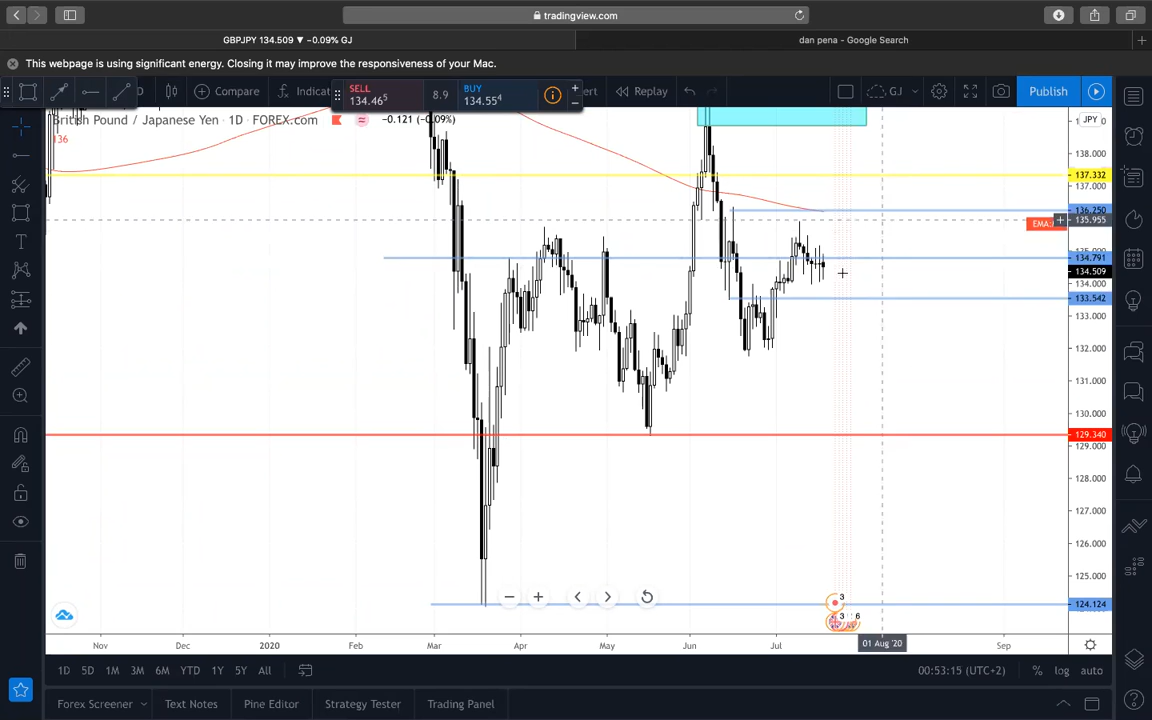 tradingview.com
GBPJPY 134.509 ▼ −0.09% GJ
dan pena - Google Search
This webpage is using significant energy. Closing it may improve the responsiveness of your Mac.
Compare
SELL
134.46⁵
8.9
BUY
134.55⁴
Replay
GJ
Publish
British Pound / Japanese Yen · 1D · FOREX.com
−0.121 (−0.09%)
136
JPY
138.000
137.332
137.000
136.250
135.955
EMA
134.791
134.509
134.000
133.542
133.000
132.000
131.000
130.000
129.340
129.000
128.000
127.000
126.000
125.000
124.124
3
3
6
Nov
Dec
2020
Feb
Mar
Apr
May
Jun
Jul
01 Aug '20
Sep
1D
5D
1M
3M
6M
YTD
1Y
5Y
All
00:53:15 (UTC+2)
%
log
auto
Forex Screener
Text Notes
Pine Editor
Strategy Tester
Trading Panel